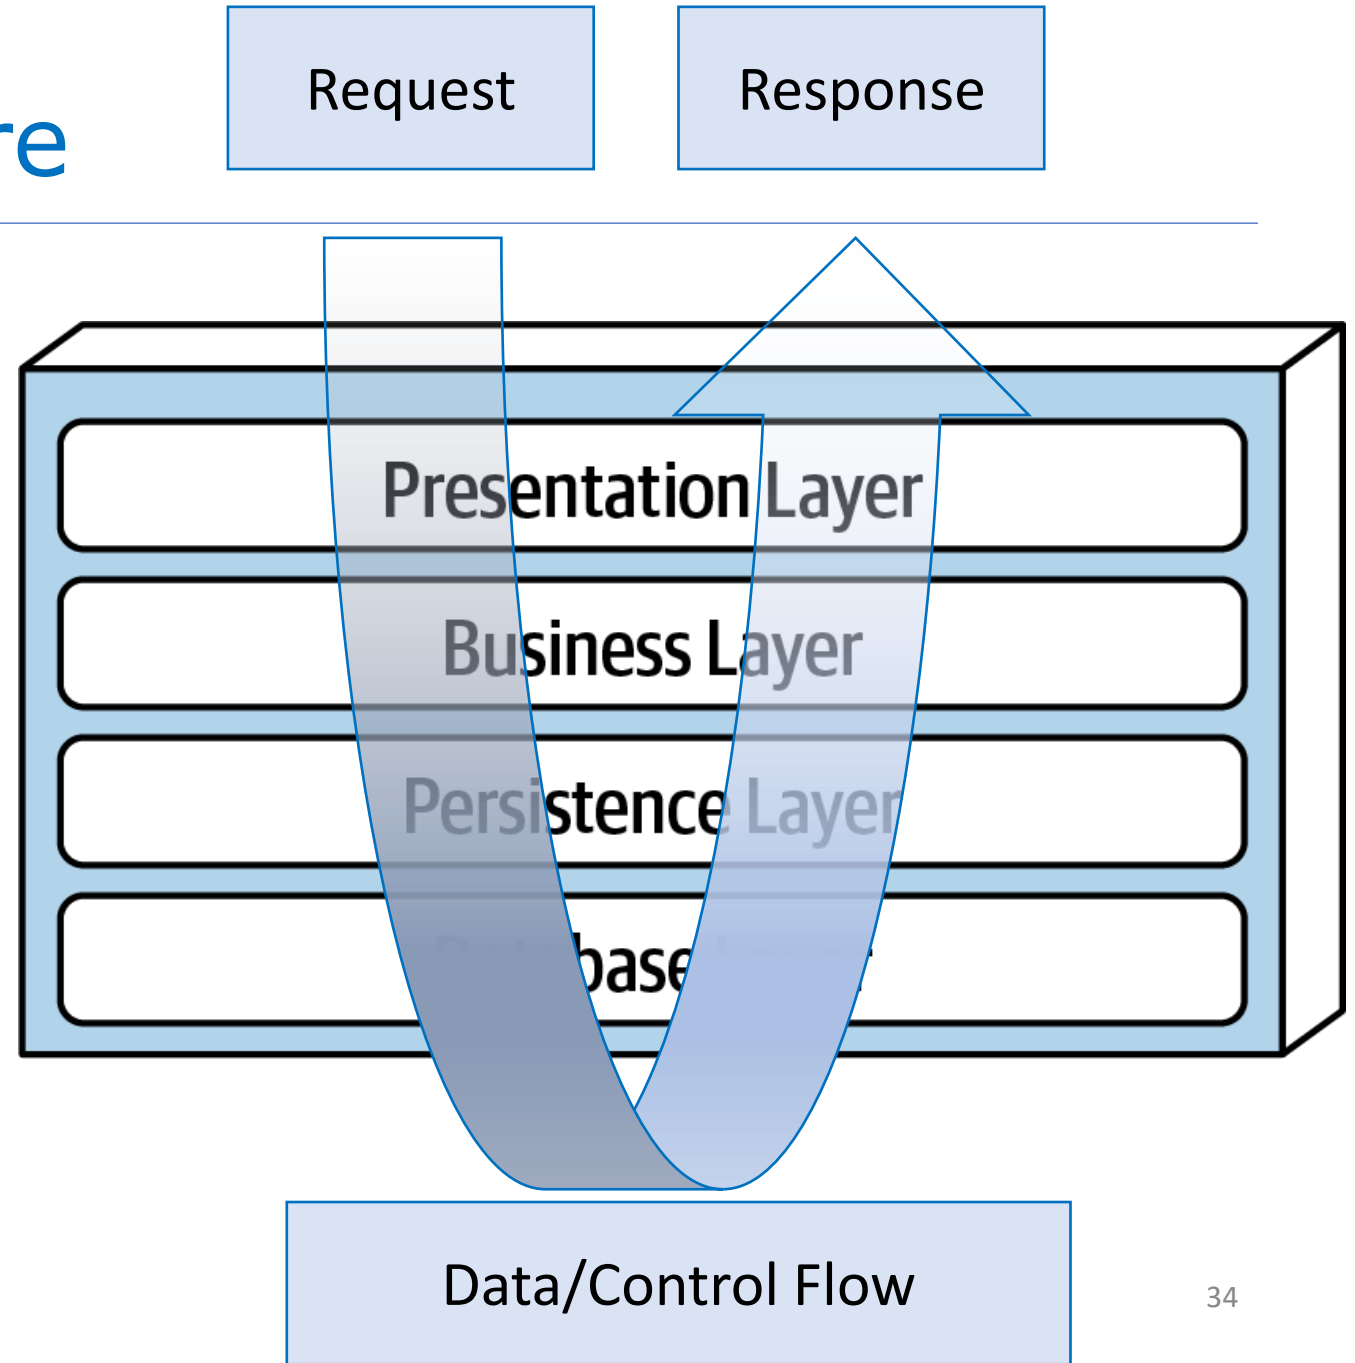 Request
Response
re
Presentation Layer
Business Layer
Persistence Layer
base
Data/Control Flow
34